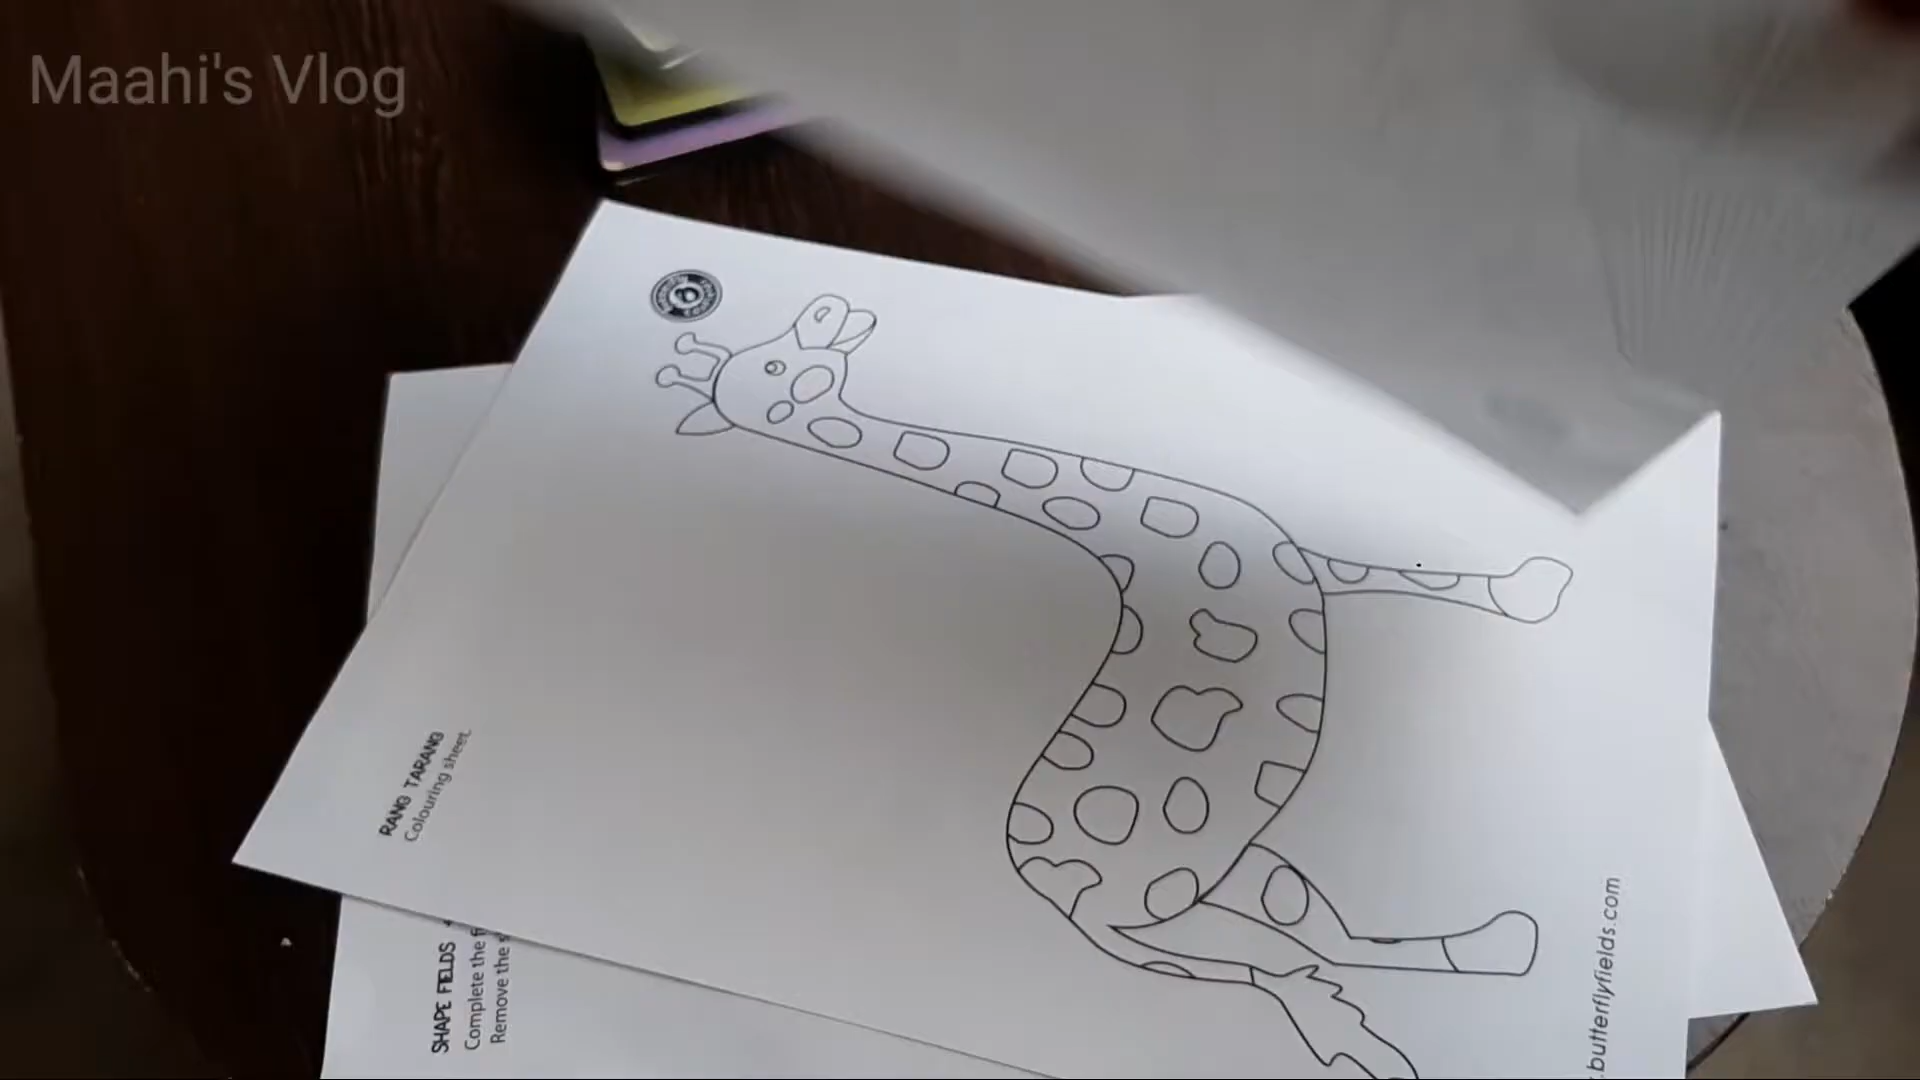 Maahi's Vlog
RANG TARANG
Colouring sheet
SHAPE FIELDS
Complete the
Remove the
.butterflyfields.com